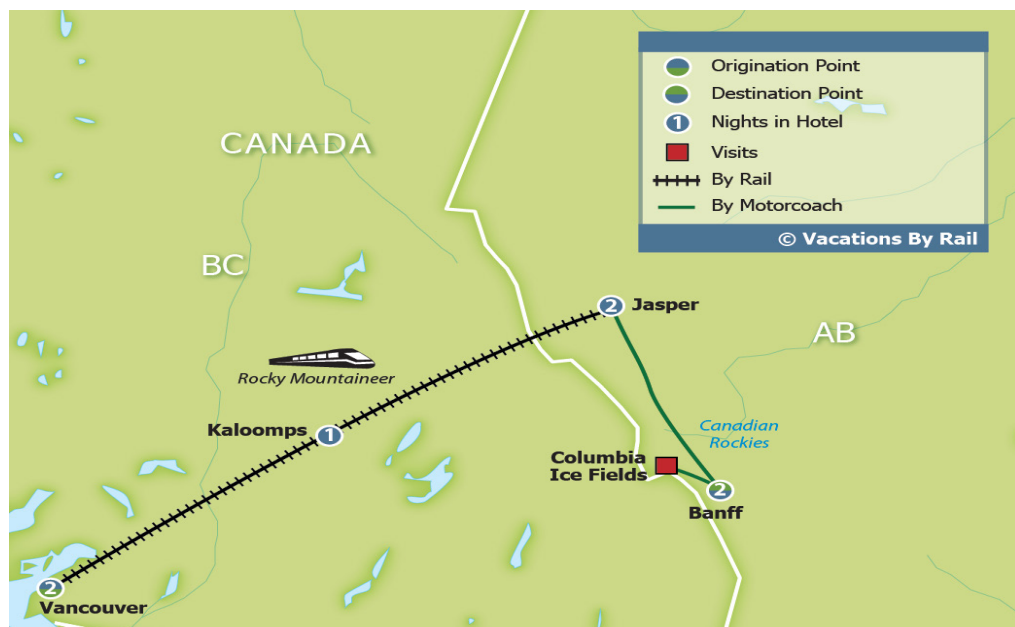 Origination Point
Destination Point
1 Nights in Hotel
Visits
By Rail
By Motorcoach
© Vacations By Rail
CANADA
BC
AB
2 Jasper
Rocky Mountaineer
Kaloomps 1
Canadian
Rockies
Columbia
Ice Fields
2
Banff
2
Vancouver